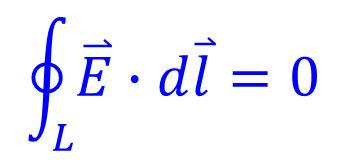 ∮_L E⃗ · dl⃗ = 0